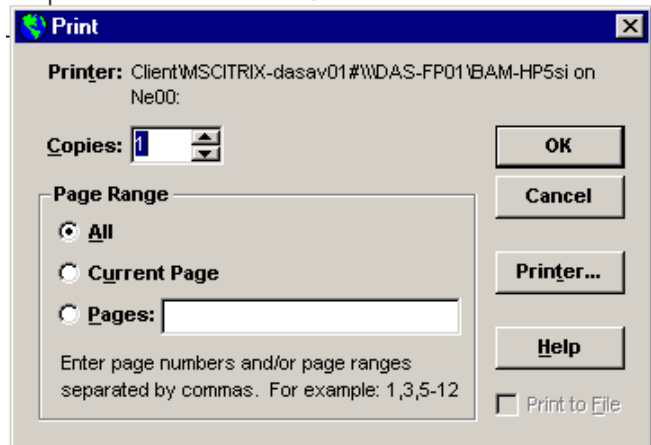 Print
Printer: Client\MSCITRIX-dasav01#\\\DAS-FP01\BAM-HP5si on
Ne00:
Copies: 1
OK
Page Range
Cancel
All
Current Page
Printer...
Pages:
Help
Enter page numbers and/or page ranges
separated by commas. For example: 1,3,5-12
Print to File